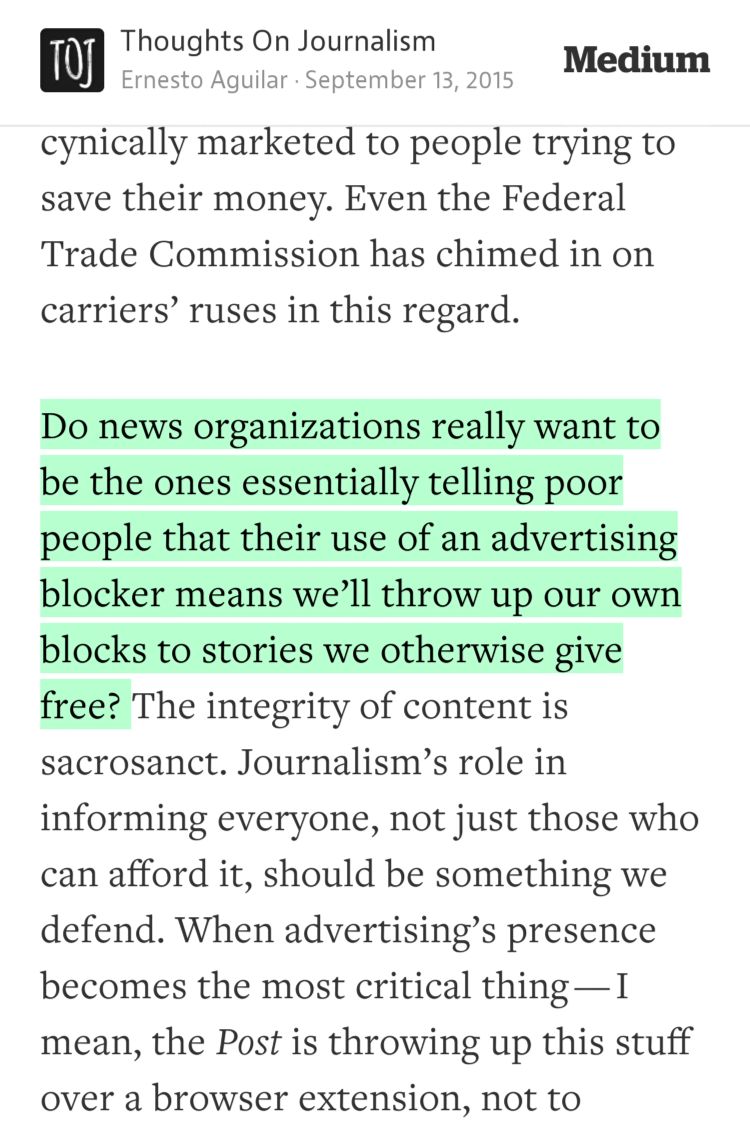 TOJ
Thoughts On Journalism
Ernesto Aguilar · September 13, 2015
Medium
cynically marketed to people trying to
save their money. Even the Federal
Trade Commission has chimed in on
carriers’ ruses in this regard.
Do news organizations really want to
be the ones essentially telling poor
people that their use of an advertising
blocker means we’ll throw up our own
blocks to stories we otherwise give
free? The integrity of content is
sacrosanct. Journalism’s role in
informing everyone, not just those who
can afford it, should be something we
defend. When advertising’s presence
becomes the most critical thing — I
mean, the Post is throwing up this stuff
over a browser extension, not to